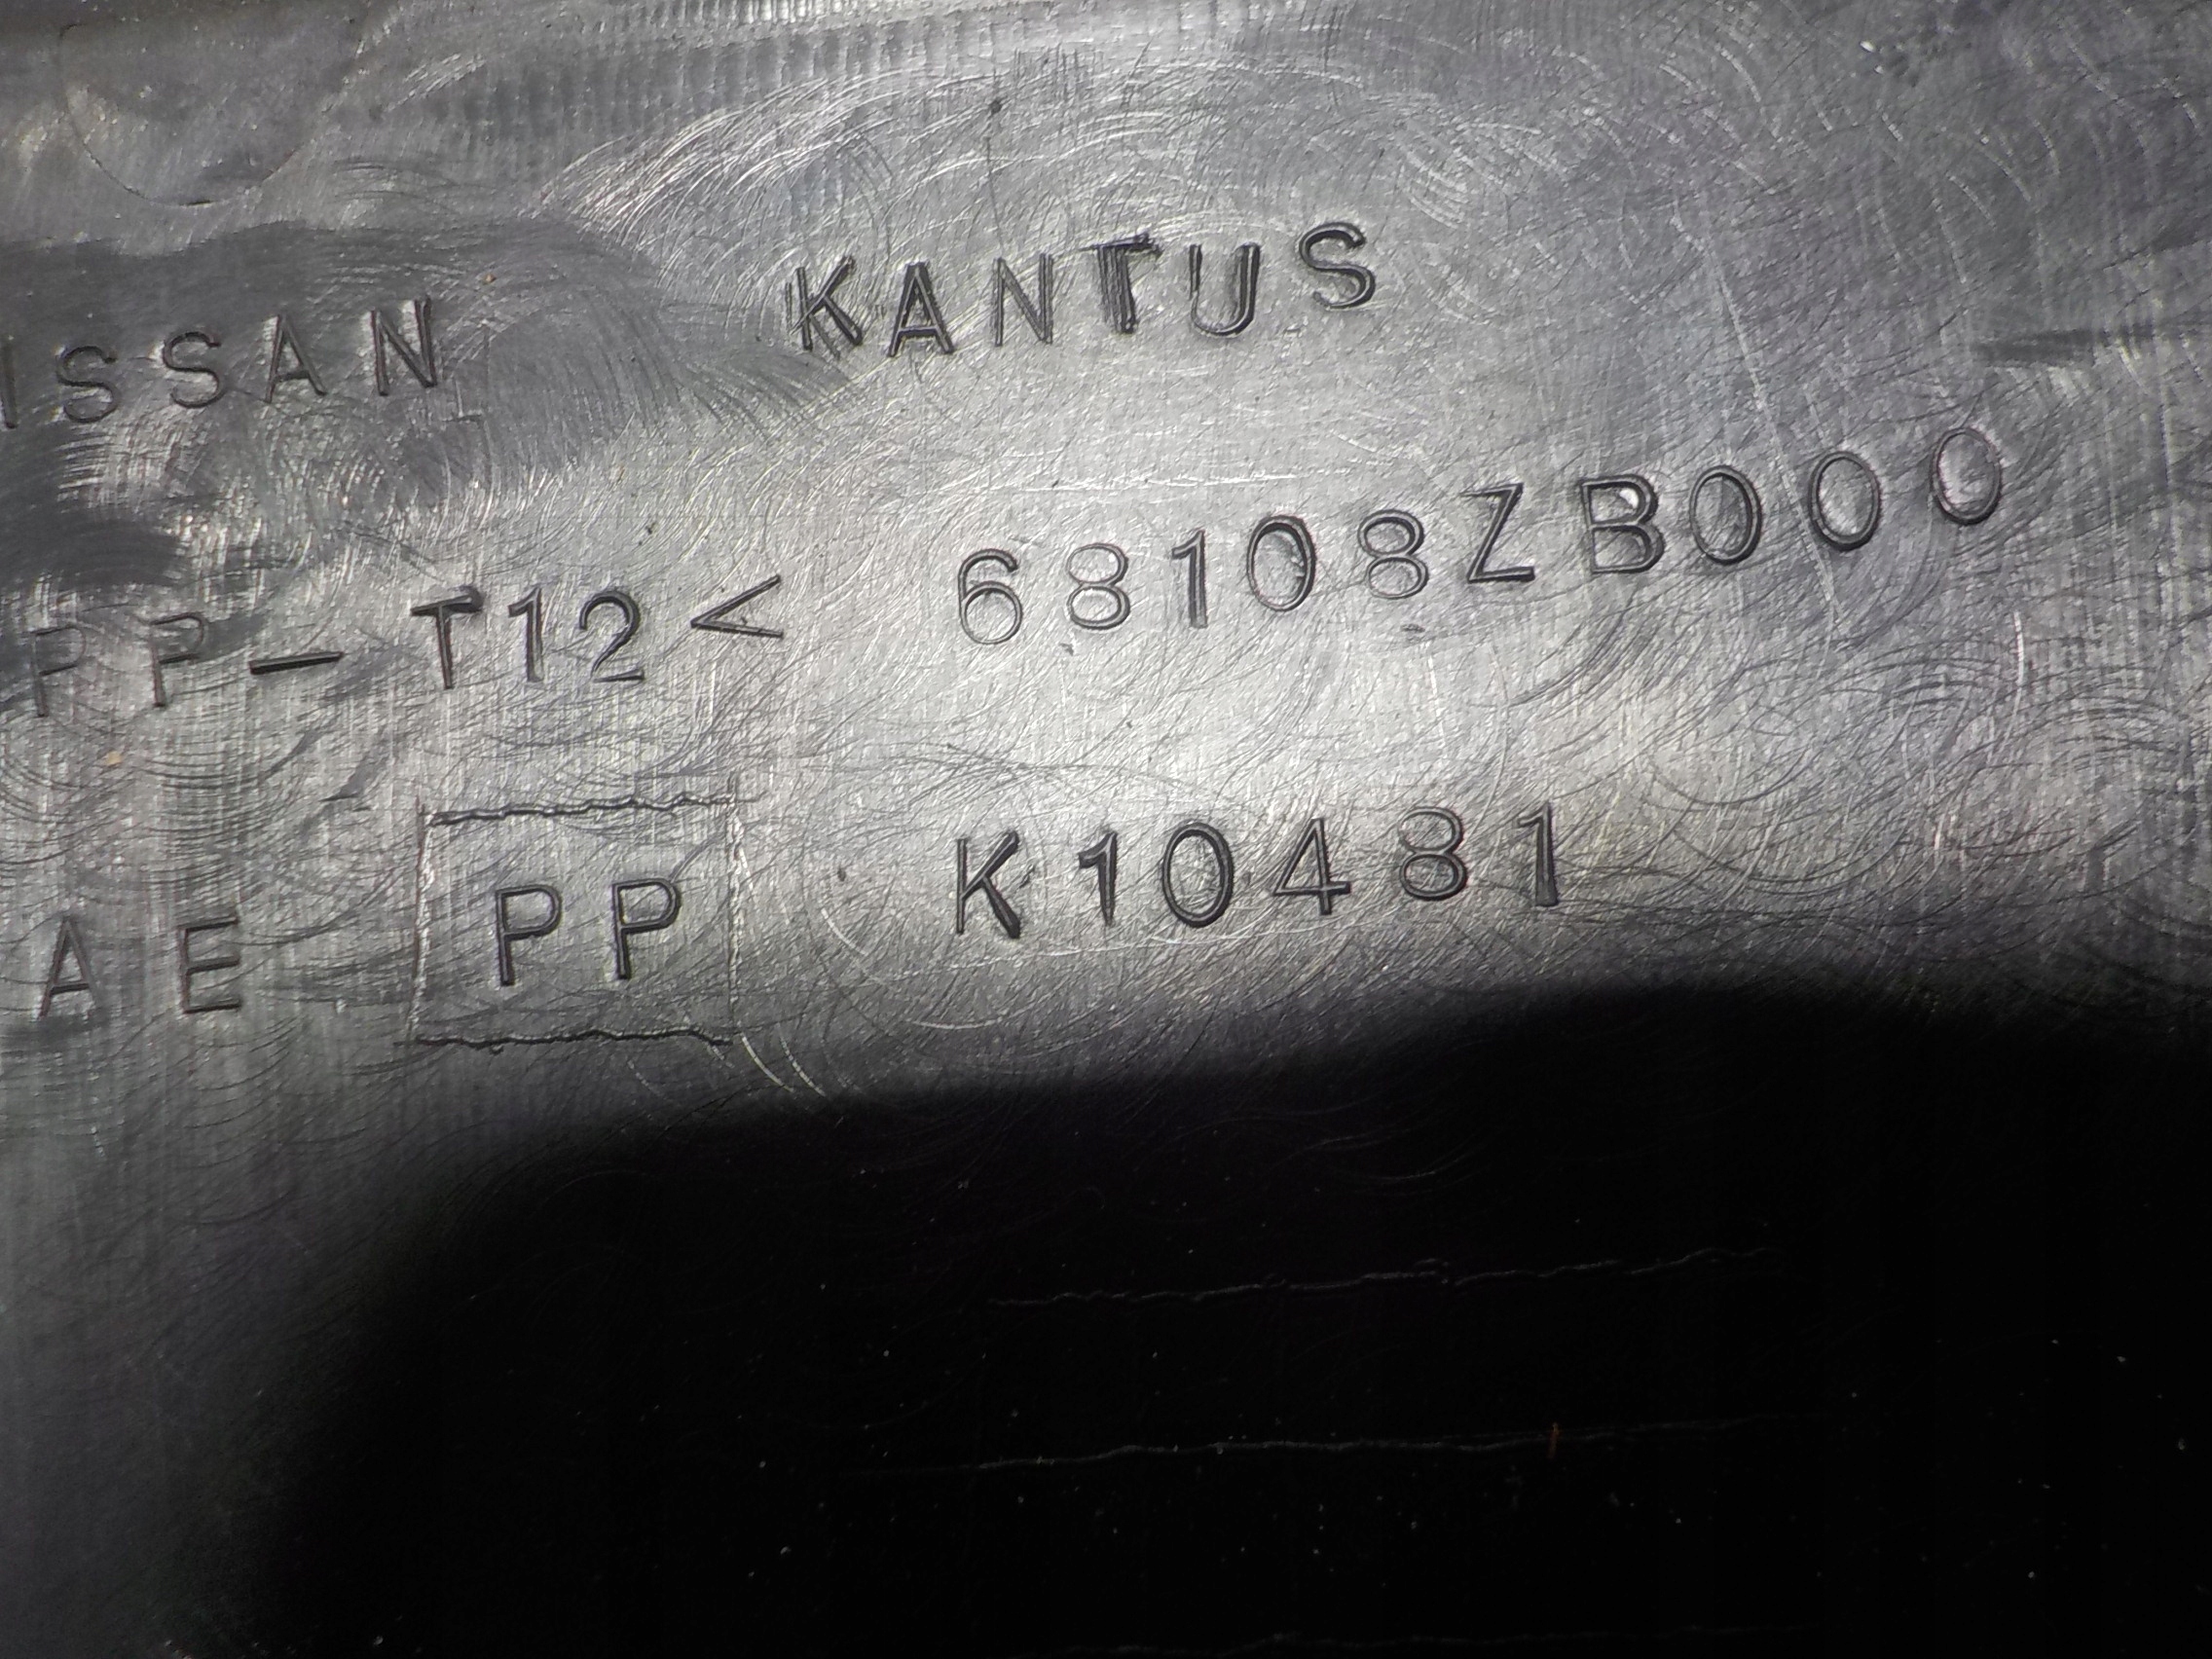 ISSAN KANTUS
PP-T12< 68108ZB000
AE PP K10481